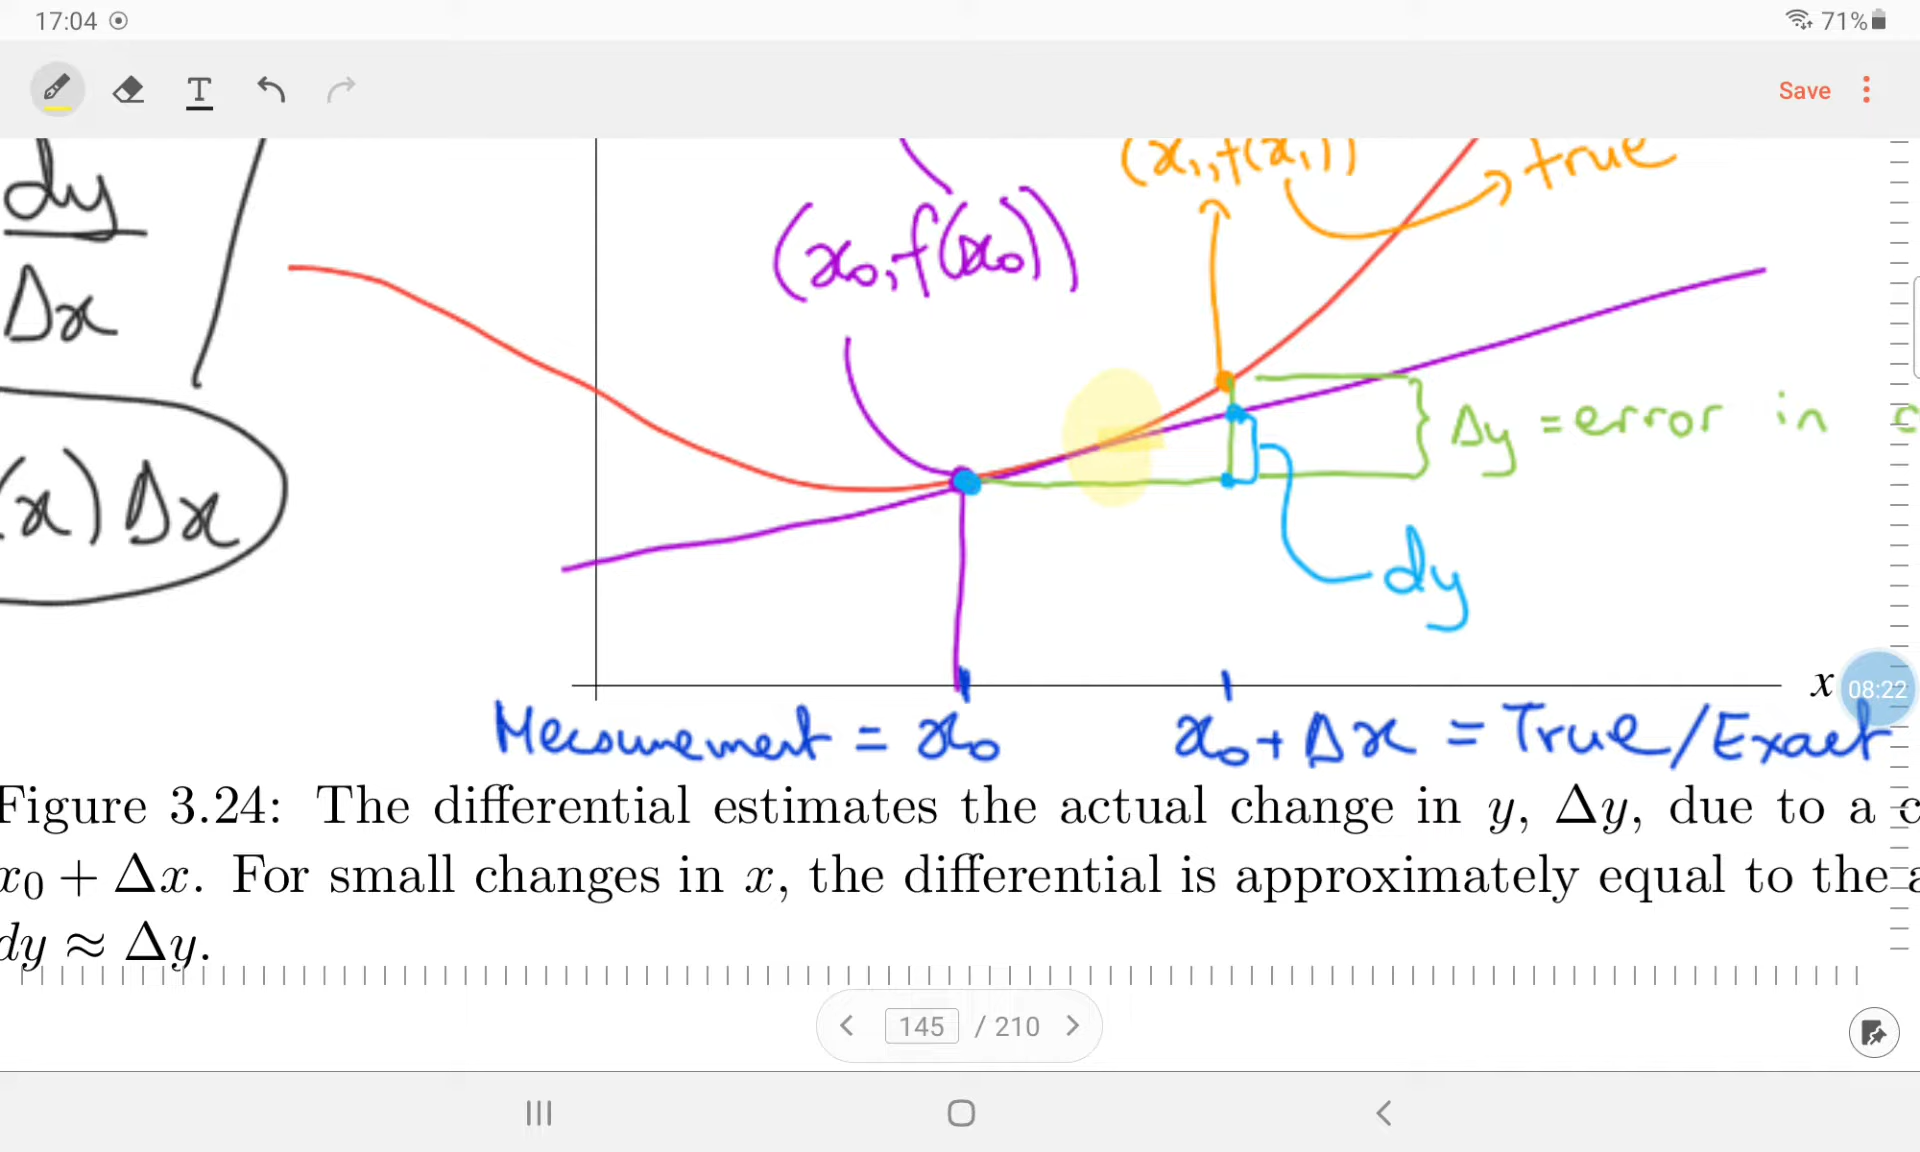 17:04
71%
T
Save
dy
Δx
(x₀, f(x₀))
(x₁, f(x₁))
true
Δy = error in
(x) Δx
dy
x
08:22
Measurement = x₀
x₀ + Δx = True/Exact
Figure 3.24: The differential estimates the actual change in y, Δy, due to a c
x0 + Δx. For small changes in x, the differential is approximately equal to the a
dy ≈ Δy.
145 / 210